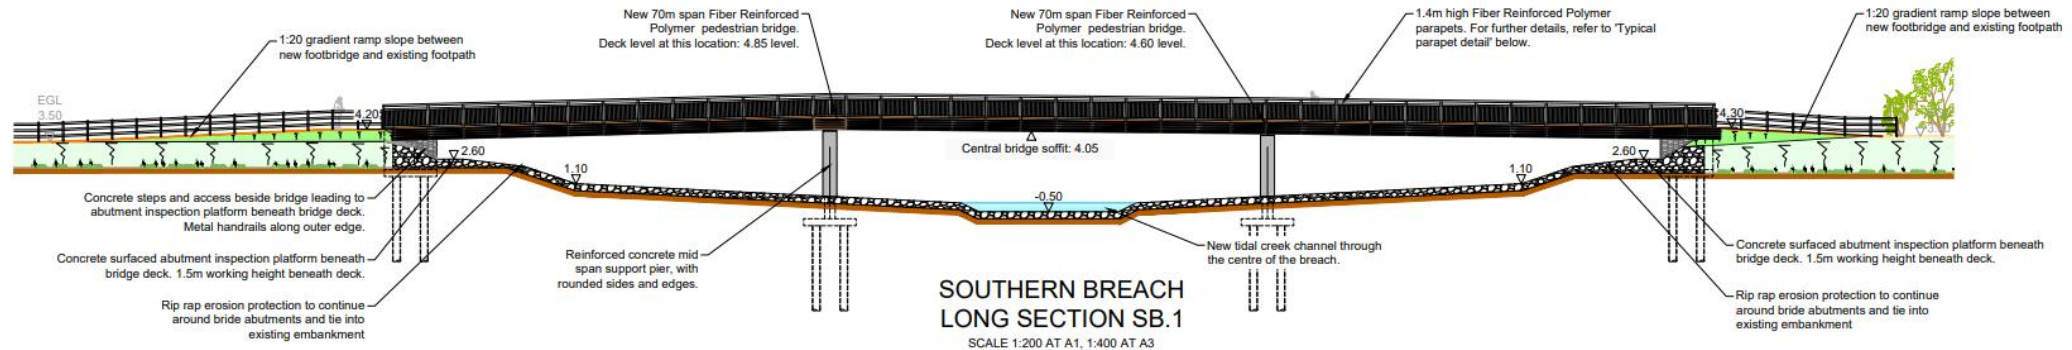 1:20 gradient ramp slope between
new footbridge and existing footpath
New 70m span Fiber Reinforced
Polymer pedestrian bridge.
Deck level at this location: 4.85 level.
New 70m span Fiber Reinforced
Polymer pedestrian bridge.
Deck level at this location: 4.60 level.
1.4m high Fiber Reinforced Polymer
parapets. For further details, refer to 'Typical
parapet detail' below.
1:20 gradient ramp slope between
new footbridge and existing footpath
EGL
3.50
4.20
4.30
Central bridge soffit: 4.05
2.60
2.60
1.10
1.10
-0.50
Concrete steps and access beside bridge leading to
abutment inspection platform beneath bridge deck.
Metal handrails along outer edge.
Concrete surfaced abutment inspection platform beneath
bridge deck. 1.5m working height beneath deck.
Rip rap erosion protection to continue
around bride abutments and tie into
existing embankment
Reinforced concrete mid
span support pier, with
rounded sides and edges.
New tidal creek channel through
the centre of the breach.
Concrete surfaced abutment inspection platform beneath
bridge deck. 1.5m working height beneath deck.
Rip rap erosion protection to continue
around bride abutments and tie into
existing embankment
SOUTHERN BREACH
LONG SECTION SB.1
SCALE 1:200 AT A1, 1:400 AT A3